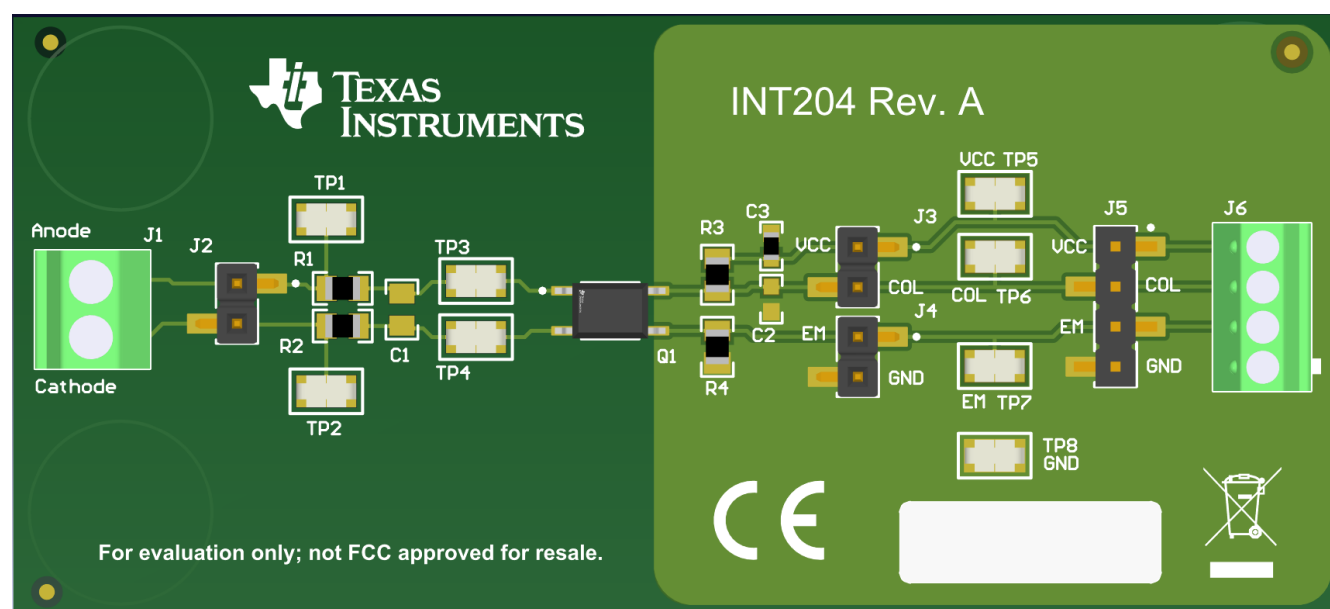 TEXAS
INSTRUMENTS
INT204 Rev. A
VCC TP5
TP1
C3
J3
J5
J6
R3
Anode
J1
J2
TP3
VCC
VCC
R1
COL
COL TP6
COL
J4
EM
EM
R2
C1
C2
Q1
TP4
R4
GND
GND
Cathode
EM TP7
TP2
TP8
GND
CE
For evaluation only; not FCC approved for resale.